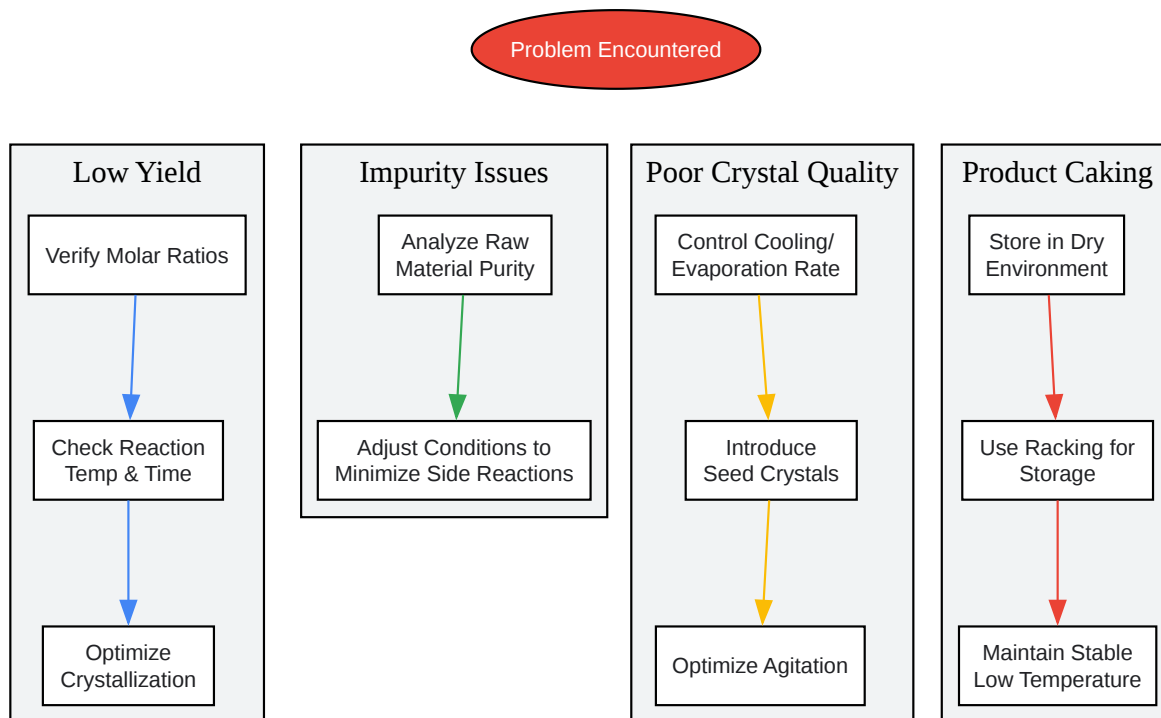 Problem Encountered
Low Yield
Verify Molar Ratios
Check Reaction
Temp & Time
Optimize
Crystallization
Impurity Issues
Analyze Raw
Material Purity
Adjust Conditions to
Minimize Side Reactions
Poor Crystal Quality
Control Cooling/
Evaporation Rate
Introduce
Seed Crystals
Optimize Agitation
Product Caking
Store in Dry
Environment
Use Racking for
Storage
Maintain Stable
Low Temperature